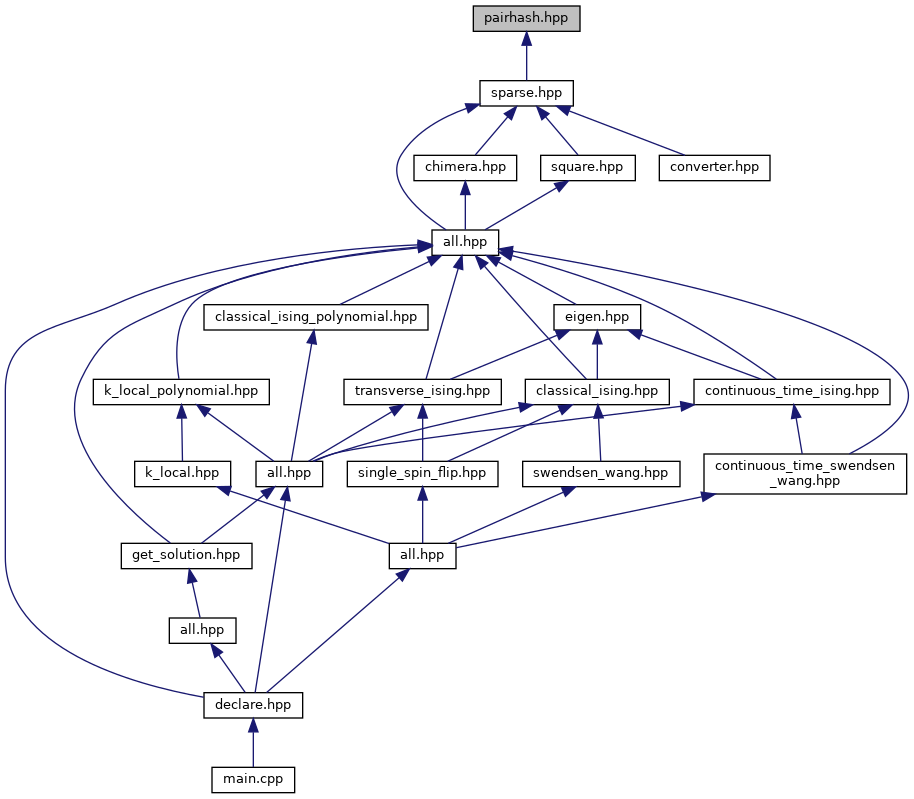 pairhash.hpp
sparse.hpp
chimera.hpp
square.hpp
converter.hpp
all.hpp
classical_ising_polynomial.hpp
eigen.hpp
k_local_polynomial.hpp
transverse_ising.hpp
classical_ising.hpp
continuous_time_ising.hpp
k_local.hpp
all.hpp
single_spin_flip.hpp
swendsen_wang.hpp
continuous_time_swendsen
_wang.hpp
get_solution.hpp
all.hpp
all.hpp
declare.hpp
main.cpp